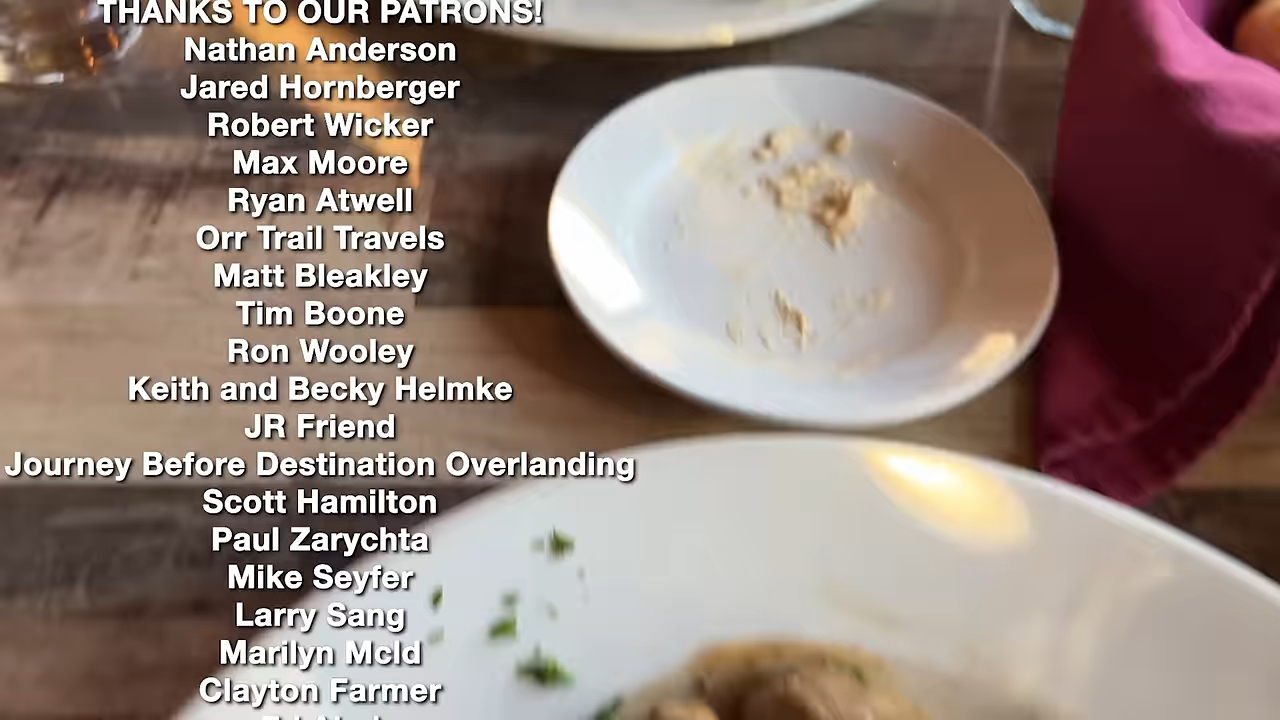 THANKS TO OUR PATRONS!
Nathan Anderson
Jared Hornberger
Robert Wicker
Max Moore
Ryan Atwell
Orr Trail Travels
Matt Bleakley
Tim Boone
Ron Wooley
Keith and Becky Helmke
JR Friend
Journey Before Destination Overlanding
Scott Hamilton
Paul Zarychta
Mike Seyfer
Larry Sang
Marilyn Mcld
Clayton Farmer